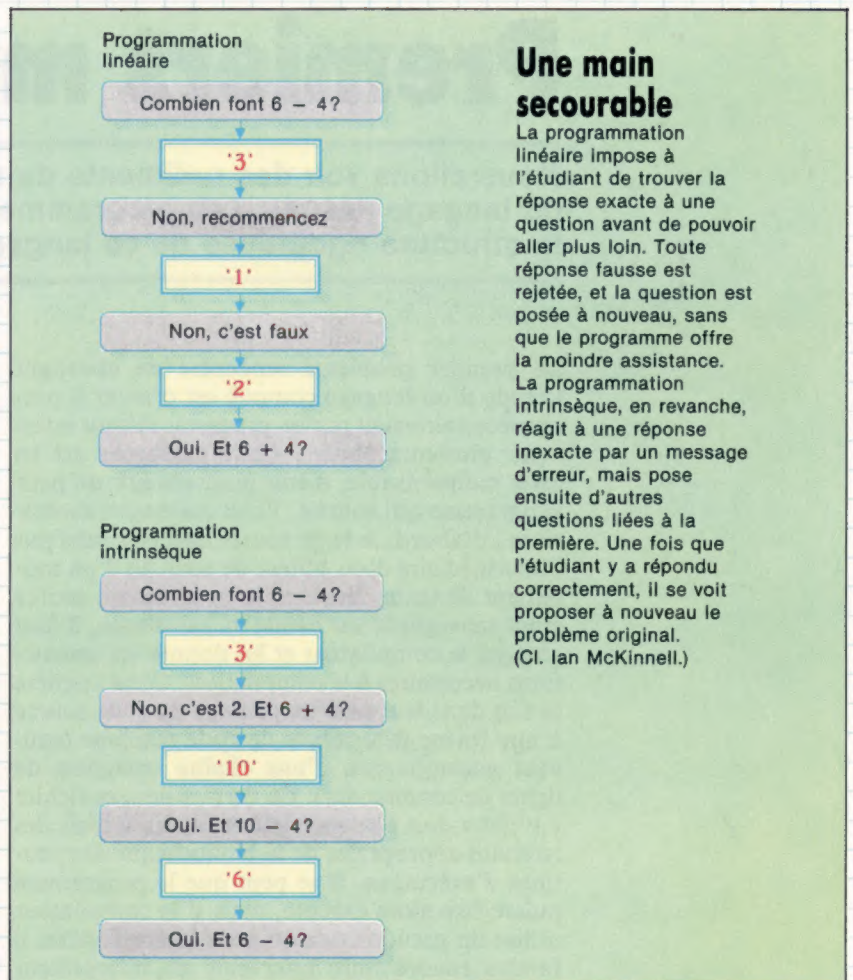 Programmation
linéaire
Combien font 6 – 4?
'3'
Non, recommencez
'1'
Non, c'est faux
'2'
Oui. Et 6 + 4?
Programmation
intrinsèque
Combien font 6 – 4?
'3'
Non, c'est 2. Et 6 + 4?
'10'
Oui. Et 10 – 4?
'6'
Oui. Et 6 – 4?
Une main
secourable
La programmation
linéaire impose à
l'étudiant de trouver la
réponse exacte à une
question avant de pouvoir
aller plus loin. Toute
réponse fausse est
rejetée, et la question est
posée à nouveau, sans
que le programme offre
la moindre assistance.
La programmation
intrinsèque, en revanche,
réagit à une réponse
inexacte par un message
d'erreur, mais pose
ensuite d'autres
questions liées à la
première. Une fois que
l'étudiant y a répondu
correctement, il se voit
proposer à nouveau le
problème original.
(Cl. Ian McKinnell.)